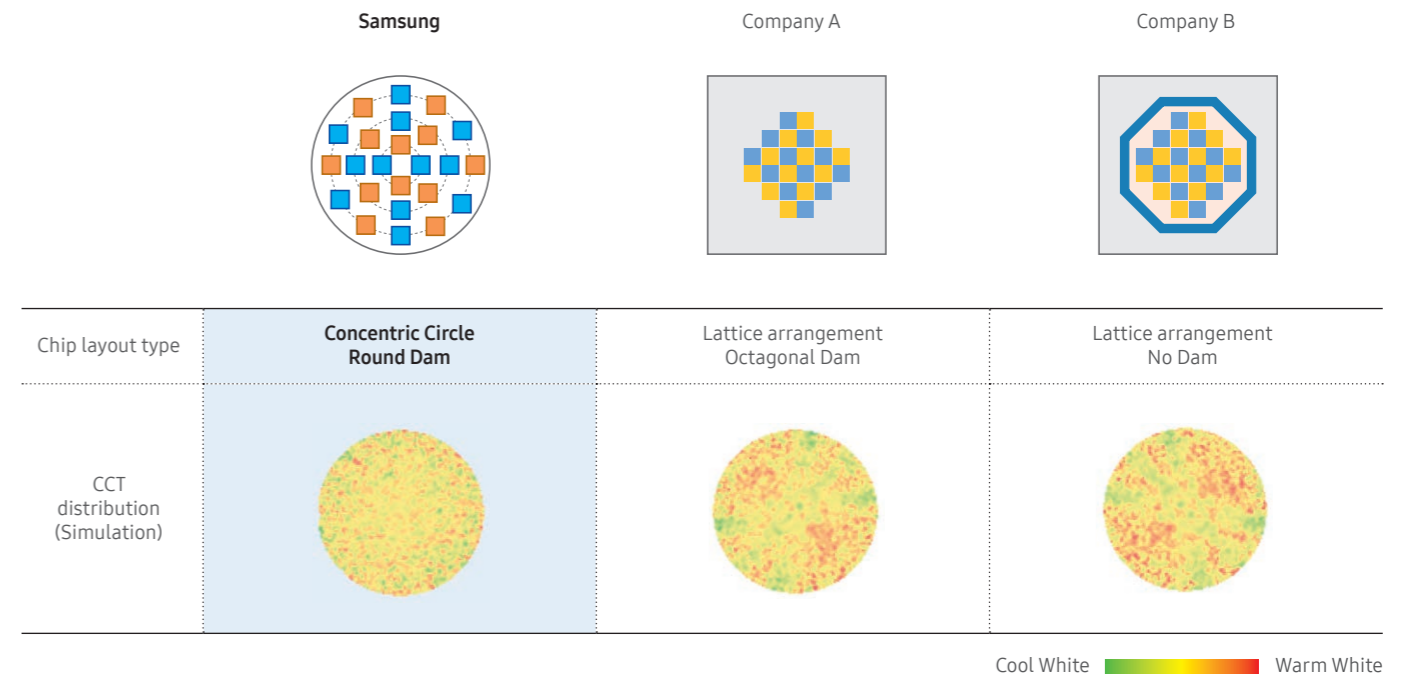 Samsung
Company A
Company B
Chip layout type
Concentric Circle
Round Dam
Lattice arrangement
Octagonal Dam
Lattice arrangement
No Dam
CCT
distribution
(Simulation)
Cool White
Warm White